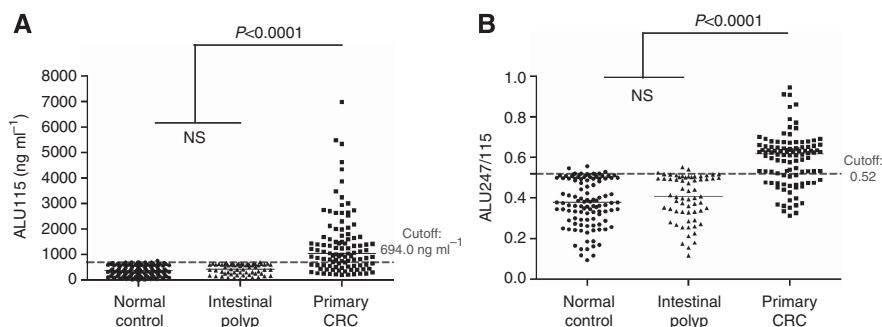 A
P<0.0001
8000
7000
6000
5000
4000
3000
2000
1000
0
ALU115 (ng ml−1)
NS
Cutoff:
694.0 ng ml−1
Normal
control
Intestinal
polyp
Primary
CRC
B
P<0.0001
1.0
0.8
0.6
0.4
0.2
0.0
ALU247/115
NS
Cutoff:
0.52
Normal
control
Intestinal
polyp
Primary
CRC